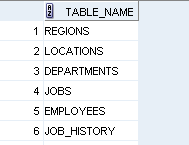 TABLE_NAME
1 REGIONS
2 LOCATIONS
3 DEPARTMENTS
4 JOBS
5 EMPLOYEES
6 JOB_HISTORY